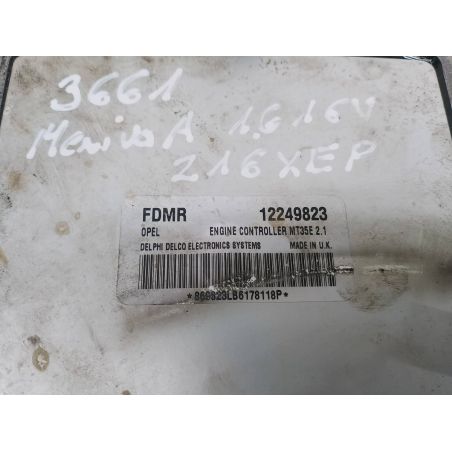 3661
Meriva A 1.6 16V
Z16XEP
FDMR 12249823
OPEL ENGINE CONTROLLER MT35E 2.1
DELPHI DELCO ELECTRONICS SYSTEMS MADE IN U.K.